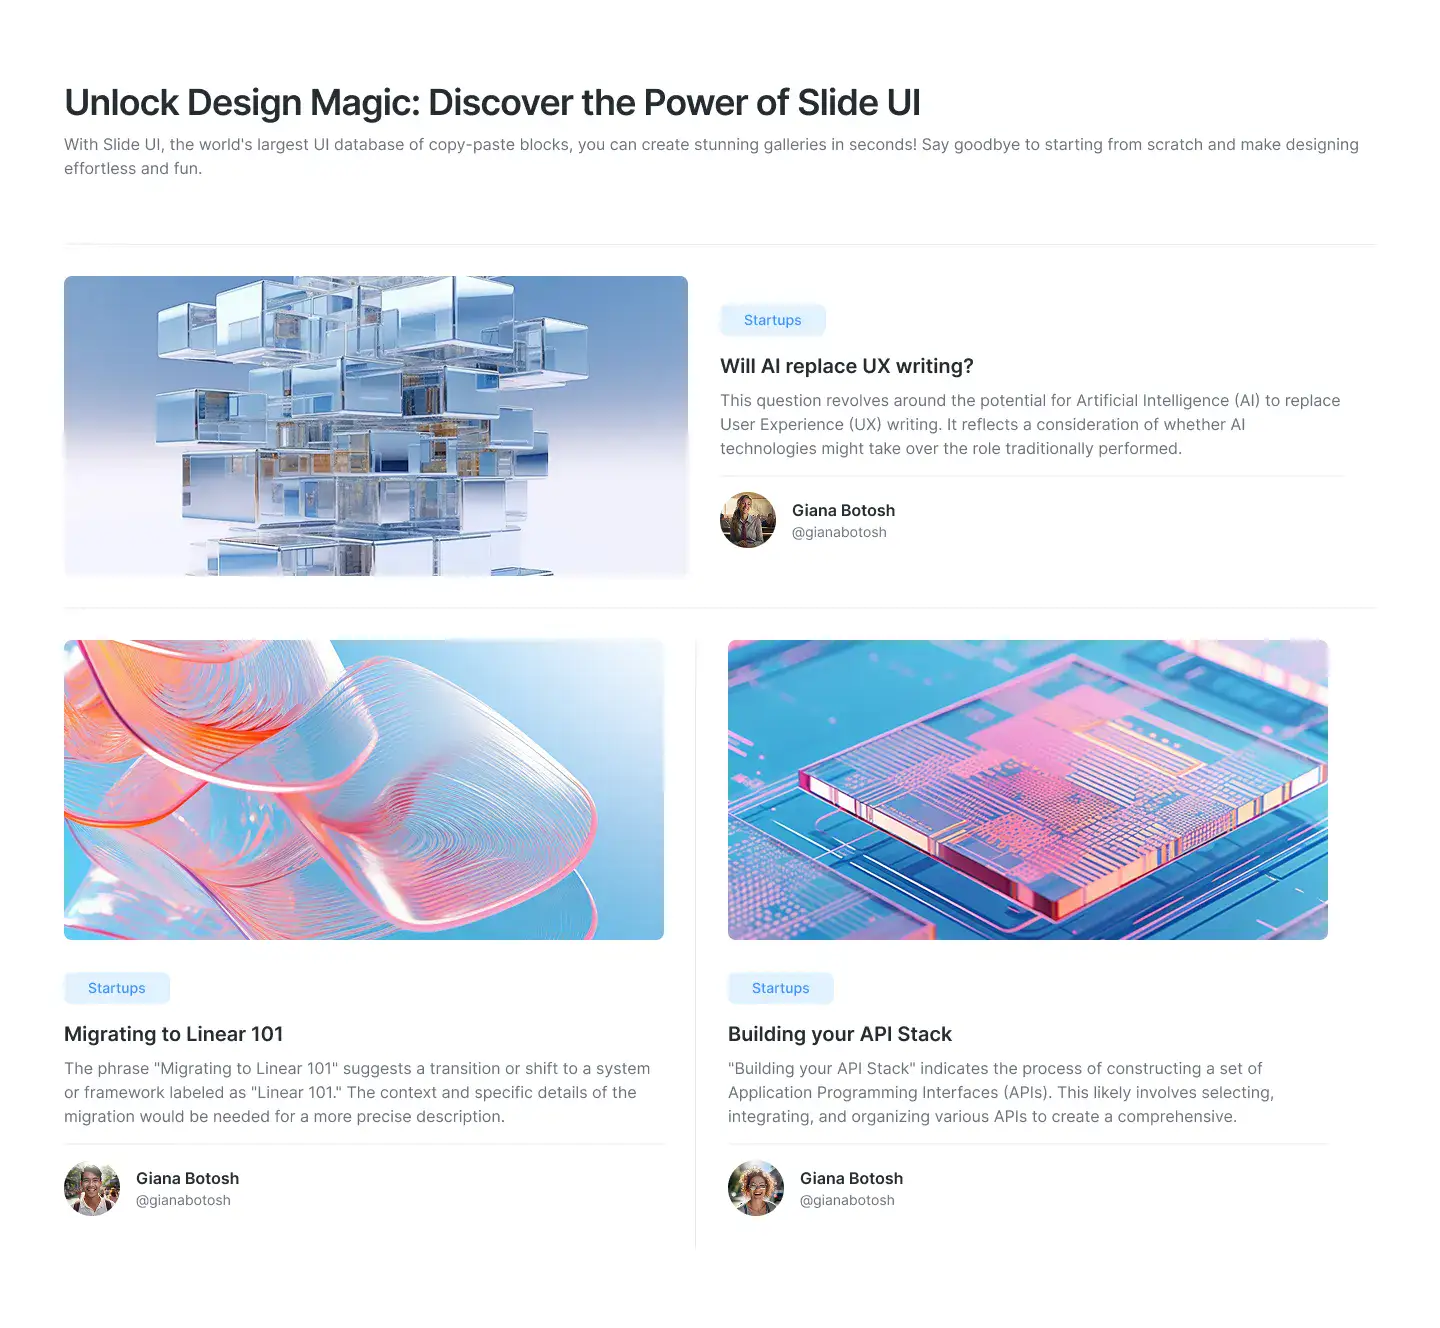 Unlock Design Magic: Discover the Power of Slide UI
With Slide UI, the world's largest UI database of copy-paste blocks, you can create stunning galleries in seconds! Say goodbye to starting from scratch and make designing
effortless and fun.
Startups
Will AI replace UX writing?
This question revolves around the potential for Artificial Intelligence (AI) to replace
User Experience (UX) writing. It reflects a consideration of whether AI
technologies might take over the role traditionally performed.
Giana Botosh
@gianabotosh
Startups
Migrating to Linear 101
The phrase "Migrating to Linear 101" suggests a transition or shift to a system
or framework labeled as "Linear 101." The context and specific details of the
migration would be needed for a more precise description.
Giana Botosh
@gianabotosh
Startups
Building your API Stack
"Building your API Stack" indicates the process of constructing a set of
Application Programming Interfaces (APIs). This likely involves selecting,
integrating, and organizing various APIs to create a comprehensive.
Giana Botosh
@gianabotosh